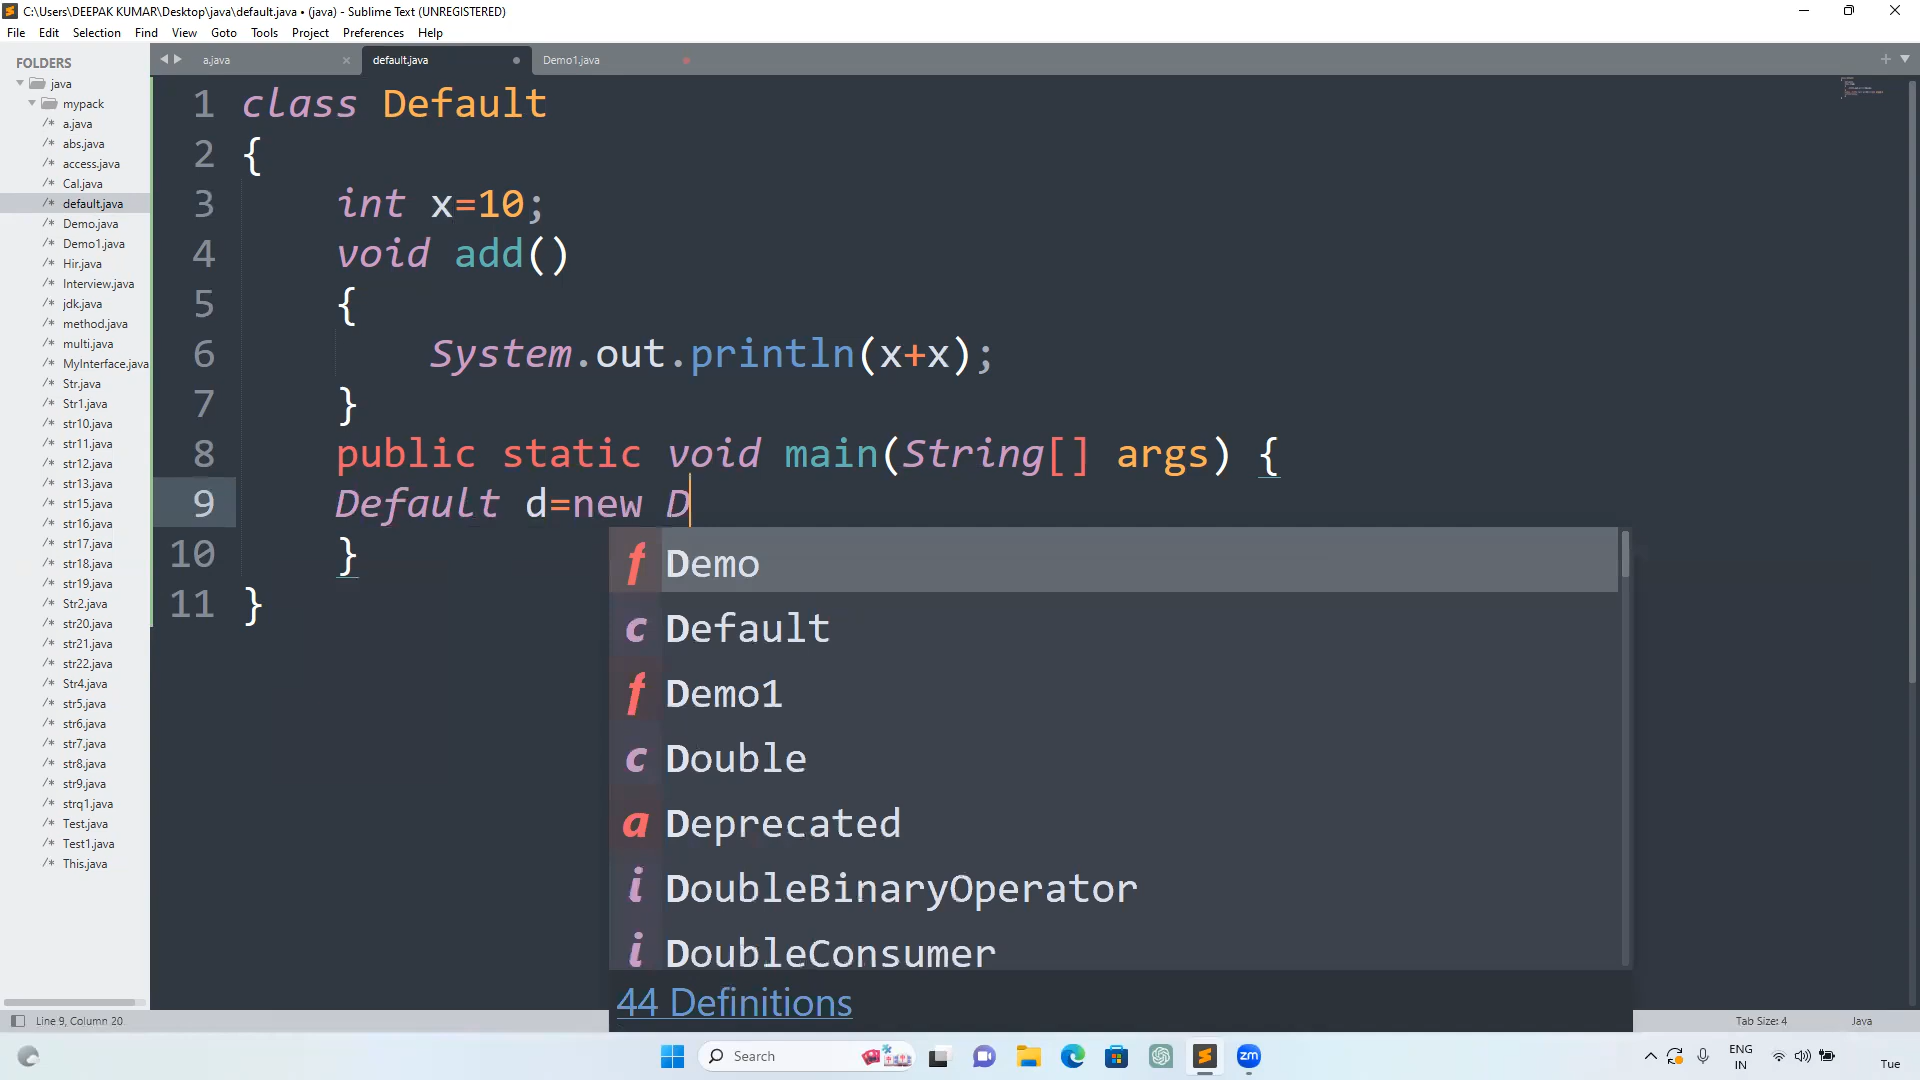 C:\Users\DEEPAK KUMAR\Desktop\java\default.java • (java) - Sublime Text (UNREGISTERED)
File Edit Selection Find View Goto Tools Project Preferences Help
FOLDERS
java
mypack
a.java
abs.java
access.java
Cal.java
default.java
Demo.java
Demo1.java
Hir.java
Interview.java
jdk.java
method.java
multi.java
MyInterface.java
Str.java
Str1.java
str10.java
str11.java
str12.java
str13.java
str15.java
str16.java
str17.java
str18.java
str19.java
Str2.java
str20.java
str21.java
str22.java
Str4.java
str5.java
str6.java
str7.java
str8.java
str9.java
strq1.java
Test.java
Test1.java
This.java
a.java default.java Demo1.java
1 class Default
2 {
3 int x=10;
4 void add()
5 {
6 System.out.println(x+x);
7 }
8 public static void main(String[] args) {
9 Default d=new D
10 }
11 }
f Demo
c Default
f Demo1
c Double
a Deprecated
i DoubleBinaryOperator
i DoubleConsumer
44 Definitions
Line 9, Column 20 Tab Size: 4 Java
Search zm ENG IN Tue